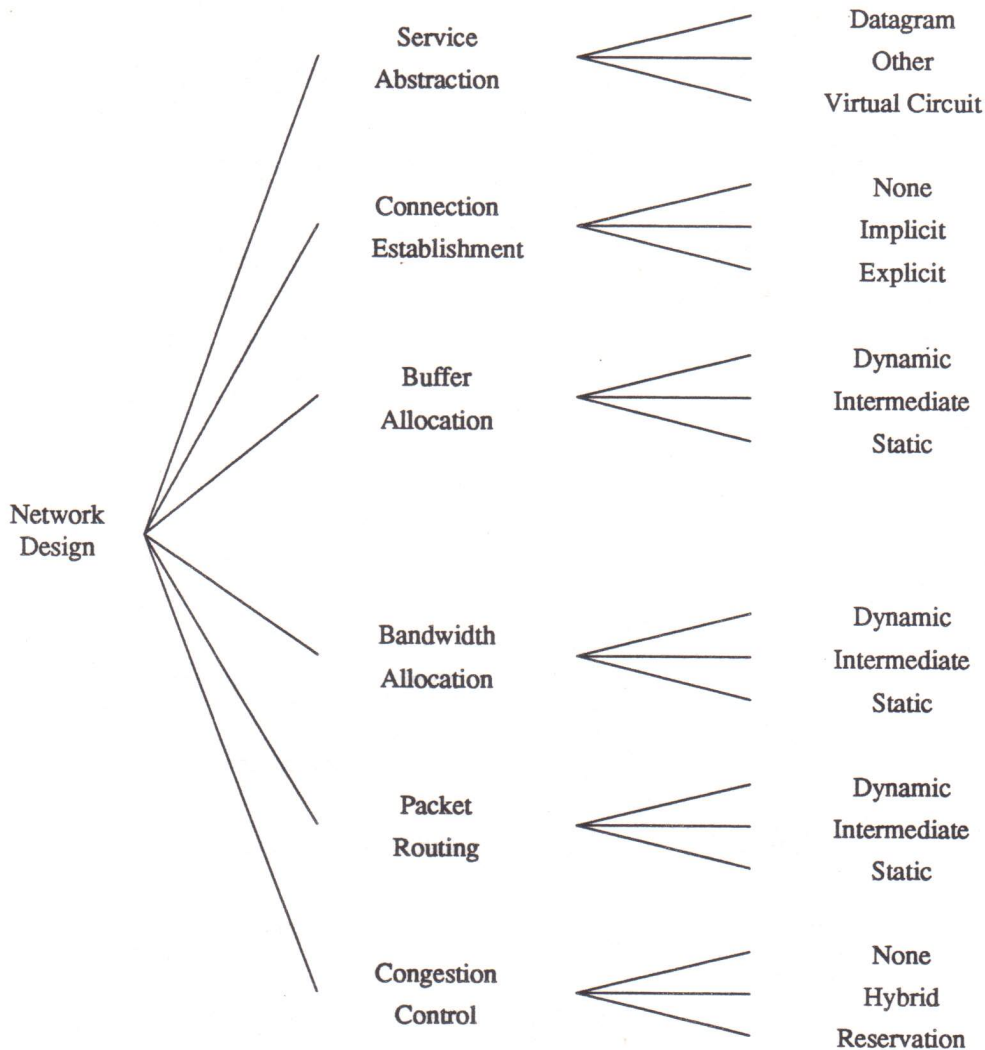 Network
Design
Service
Abstraction
Datagram
Other
Virtual Circuit
Connection
Establishment
None
Implicit
Explicit
Buffer
Allocation
Dynamic
Intermediate
Static
Bandwidth
Allocation
Dynamic
Intermediate
Static
Packet
Routing
Dynamic
Intermediate
Static
Congestion
Control
None
Hybrid
Reservation